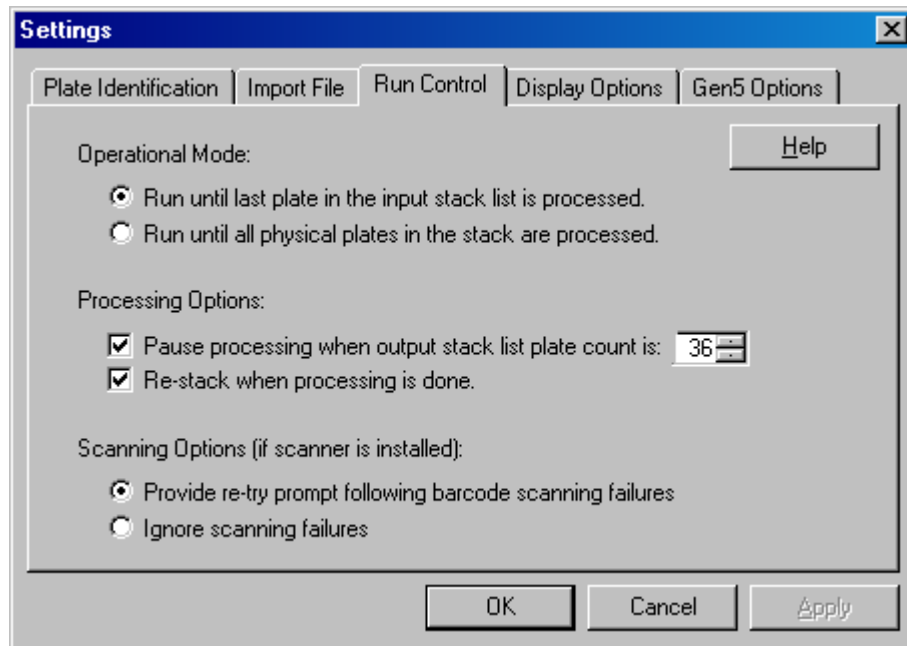 Settings
Plate Identification Import File Run Control Display Options Gen5 Options
Help
Operational Mode:
Run until last plate in the input stack list is processed.
Run until all physical plates in the stack are processed.
Processing Options:
Pause processing when output stack list plate count is: 36
Re-stack when processing is done.
Scanning Options (if scanner is installed):
Provide re-try prompt following barcode scanning failures
Ignore scanning failures
OK Cancel Apply